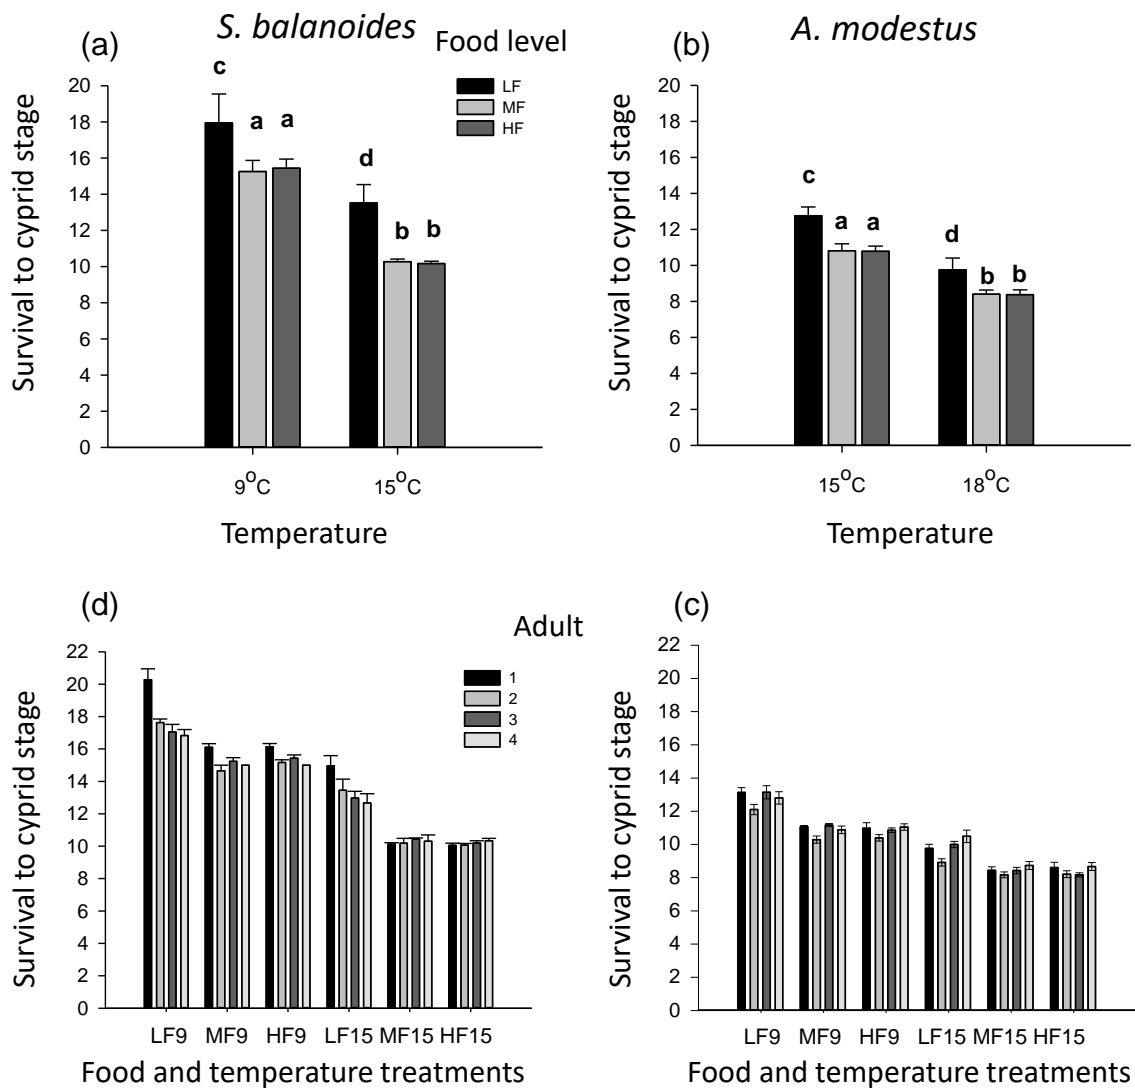 S. balanoides
A. modestus
(a)
Food level
LF
MF
HF
Survival to cyprid stage
20
18
16
14
12
10
8
6
4
2
0
c
a
a
d
b
b
9°C
15°C
Temperature
(b)
Survival to cyprid stage
20
18
16
14
12
10
8
6
4
2
0
c
a
a
d
b
b
15°C
18°C
Temperature
(d)
Adult
1
2
3
4
Survival to cyprid stage
22
20
18
16
14
12
10
8
6
4
2
0
LF9 MF9 HF9 LF15 MF15 HF15
Food and temperature treatments
(c)
Survival to cyprid stage
22
20
18
16
14
12
10
8
6
4
2
0
LF9 MF9 HF9 LF15 MF15 HF15
Food and temperature treatments